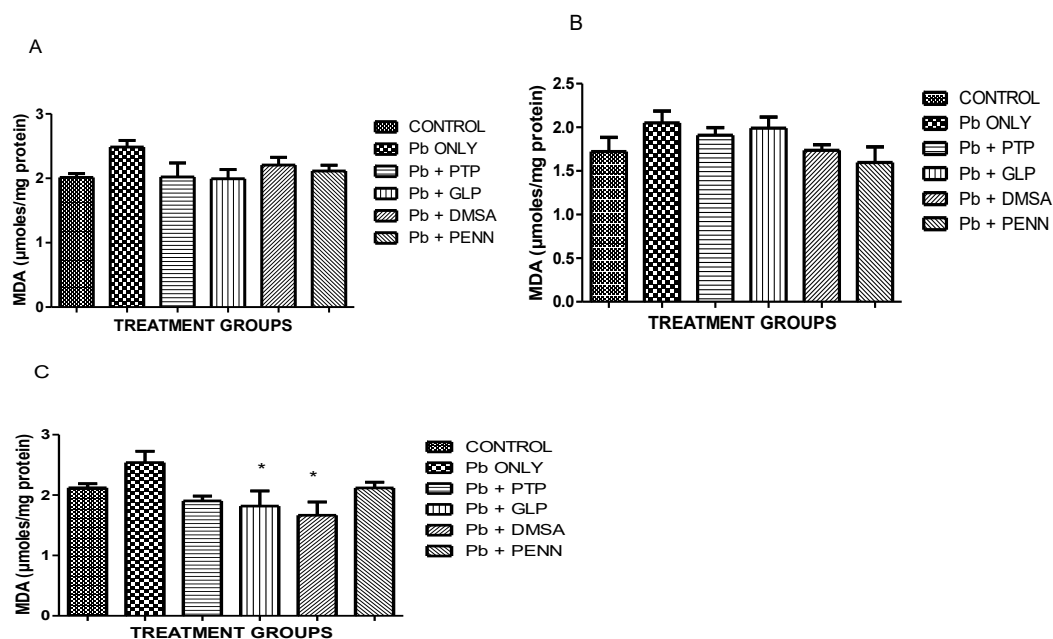 A
MDA (µmoles/mg protein)
3
2
1
0
TREATMENT GROUPS
CONTROL
Pb ONLY
Pb + PTP
Pb + GLP
Pb + DMSA
Pb + PENN
B
MDA (µmoles/mg protein)
2.5
2.0
1.5
1.0
0.5
0.0
TREATMENT GROUPS
CONTROL
Pb ONLY
Pb + PTP
Pb + GLP
Pb + DMSA
Pb + PENN
C
MDA (µmoles/mg protein)
3
2
1
0
* *
TREATMENT GROUPS
CONTROL
Pb ONLY
Pb + PTP
Pb + GLP
Pb + DMSA
Pb + PENN